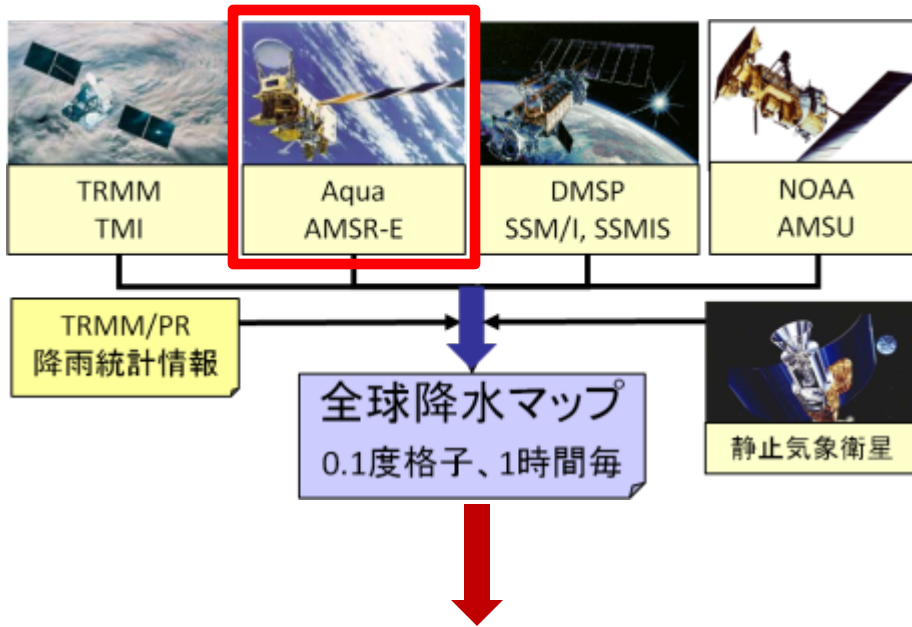 TRMM
TMI
Aqua
AMSR-E
DMSP
SSM/I, SSMIS
NOAA
AMSU
TRMM/PR
降雨統計情報
全球降水マップ
0.1度格子、1時間毎
静止気象衛星